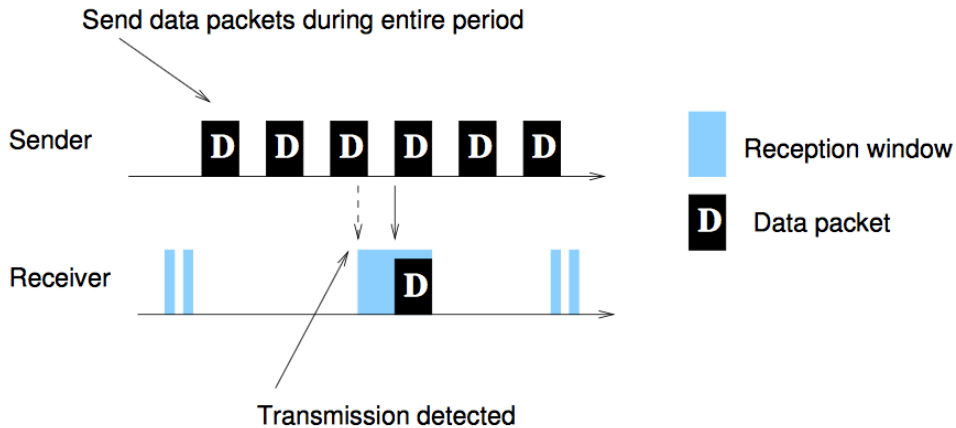 Send data packets during entire period
Sender
D D D D D D
Reception window
D Data packet
Receiver
D
Transmission detected